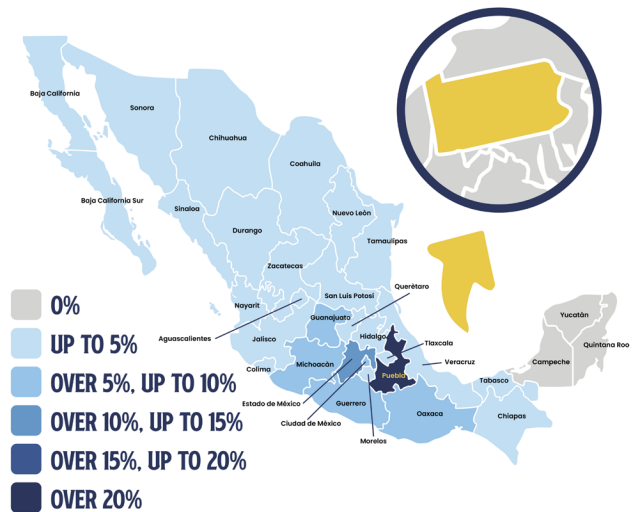 Baja California
Sonora
Chihuahua
Coahuila
Baja California Sur
Sinaloa
Nuevo León
Durango
Tamaulipas
Zacatecas
Querétaro
San Luis Potosí
Nayarit
Guanajuato
Yucatán
Aguascalientes
Jalisco
Hidalgo
Tlaxcala
Quintana Roo
Colima
Michoacán
Veracruz
Campeche
Puebla
Tabasco
Estado de México
Guerrero
Oaxaca
Chiapas
Ciudad de México
Morelos
0%
UP TO 5%
OVER 5%, UP TO 10%
OVER 10%, UP TO 15%
OVER 15%, UP TO 20%
OVER 20%